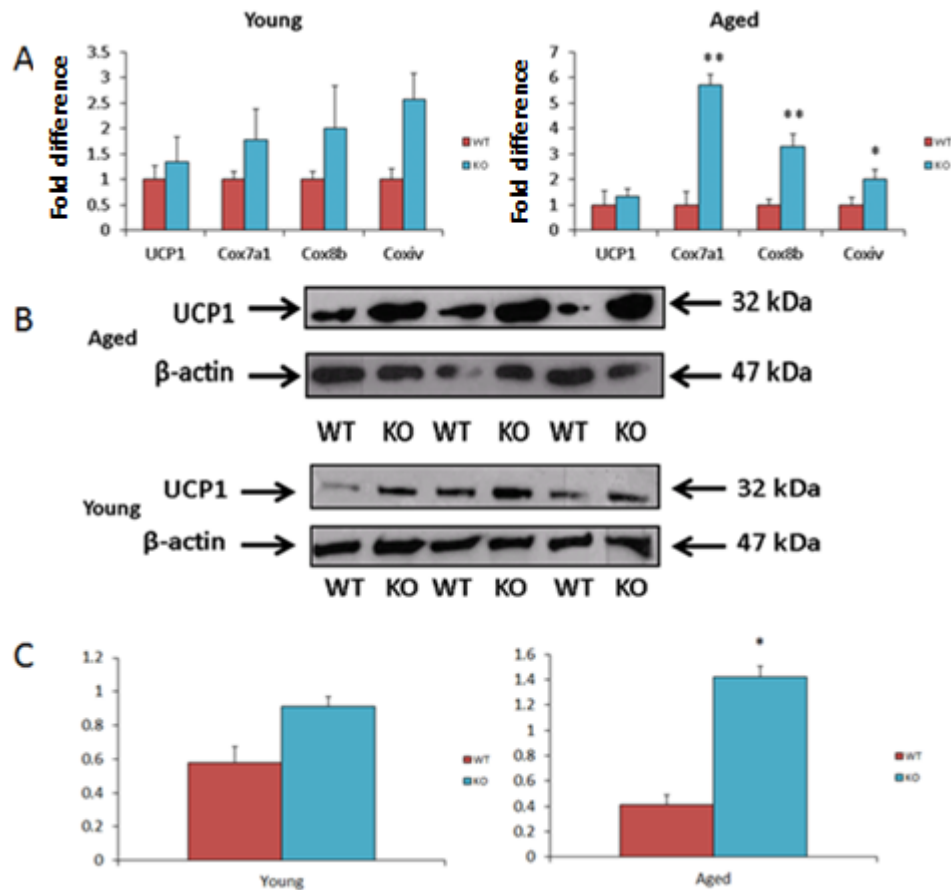 A
Young
Fold difference
3.5
3
2.5
2
1.5
1
0.5
0
UCP1 Cox7a1 Cox8b Coxiv
WT
KO
Aged
Fold difference
7
6
5
4
3
2
1
0
** ** *
UCP1 Cox7a1 Cox8b Coxiv
WT
KO
B
Aged
UCP1 32 kDa
β-actin 47 kDa
WT KO WT KO WT KO
Young
UCP1 32 kDa
β-actin 47 kDa
WT KO WT KO WT KO
C
1.2
1
0.8
0.6
0.4
0.2
0
Young
WT
KO
1.6
1.4
1.2
1
0.8
0.6
0.4
0.2
0
*
Aged
WT
KO